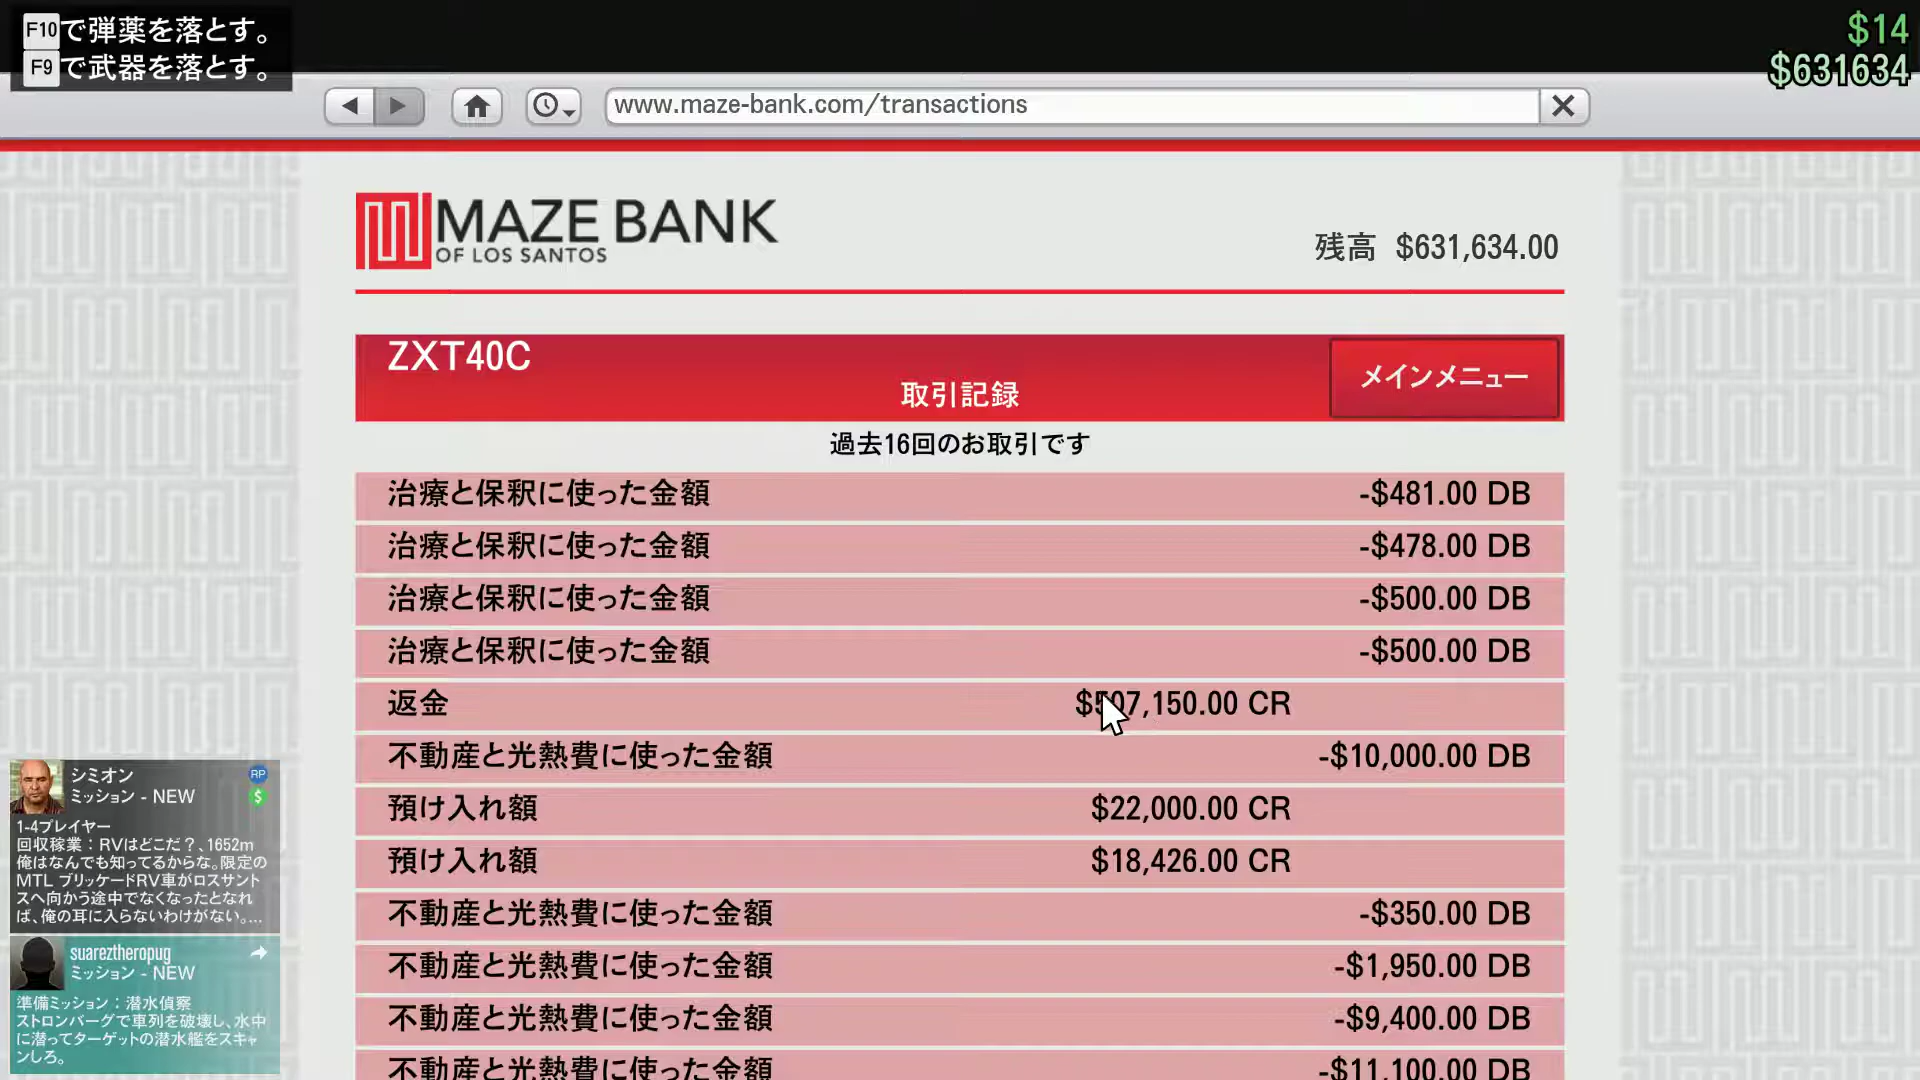 F10で弾薬を落とす。
F9で武器を落とす。
$14
$631634
www.maze-bank.com/transactions
MAZE BANK
OF LOS SANTOS
残高 $631,634.00
ZXT40C
取引記録
メインメニュー
過去16回のお取引です
治療と保釈に使った金額 -$481.00 DB
治療と保釈に使った金額 -$478.00 DB
治療と保釈に使った金額 -$500.00 DB
治療と保釈に使った金額 -$500.00 DB
返金
不動産と光熱費に使った金額 -$10,000.00 DB
預け入れ額 $22,000.00 CR
預け入れ額 $18,426.00 CR
不動産と光熱費に使った金額 -$350.00 DB
不動産と光熱費に使った金額 -$1,950.00 DB
不動産と光熱費に使った金額 -$9,400.00 DB
不動産と光熱費に使った金額 -$11,100.00 DB
シミオン RP
ミッション - NEW $
1-4プレイヤー
回収稼業：RVはどこだ？、1652m
俺はなんでも知ってるからな。限定の
MTL ブリッケードRV車がロスサント
スへ向かう途中でなくなったとなれ
ば、俺の耳に入らないわけがない。...
suareztheropug
ミッション - NEW
準備ミッション：潜水偵察
ストロンバーグで車列を破壊し、水中
に潜ってターゲットの潜水艦をスキャ
ンしろ。